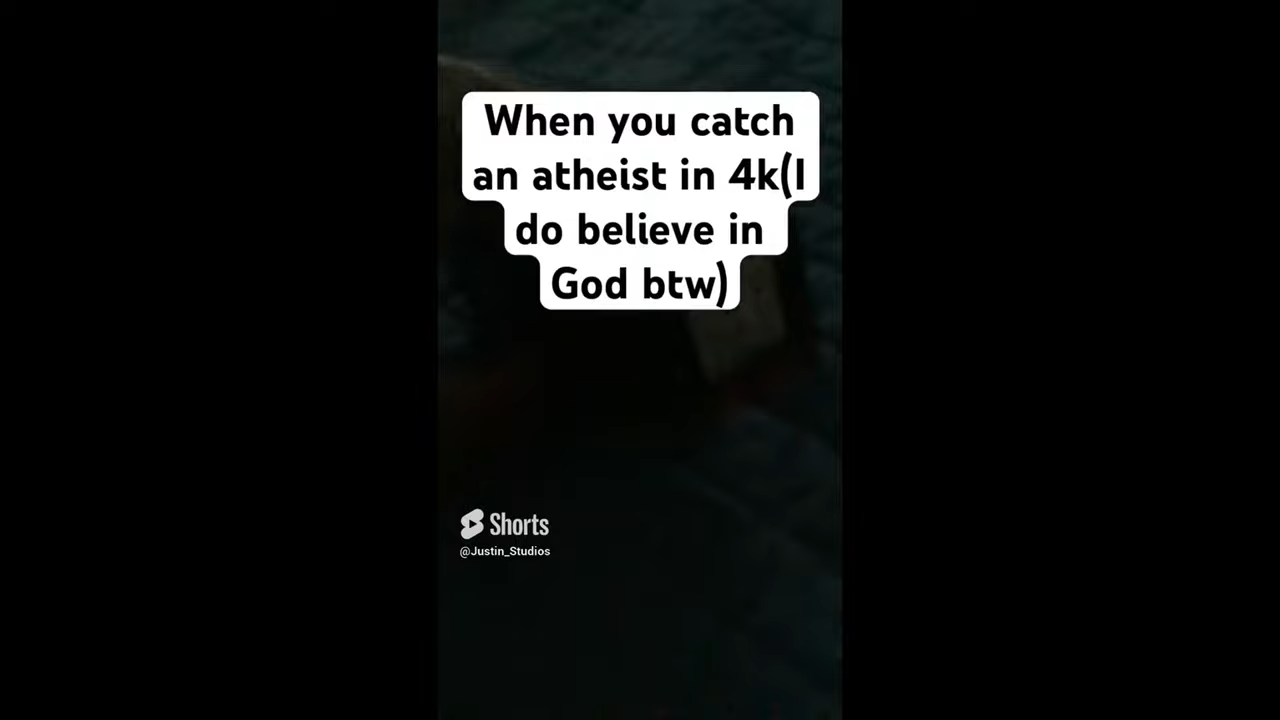 When you catch
an atheist in 4k(I
do believe in
God btw)
Shorts
@Justin_Studios